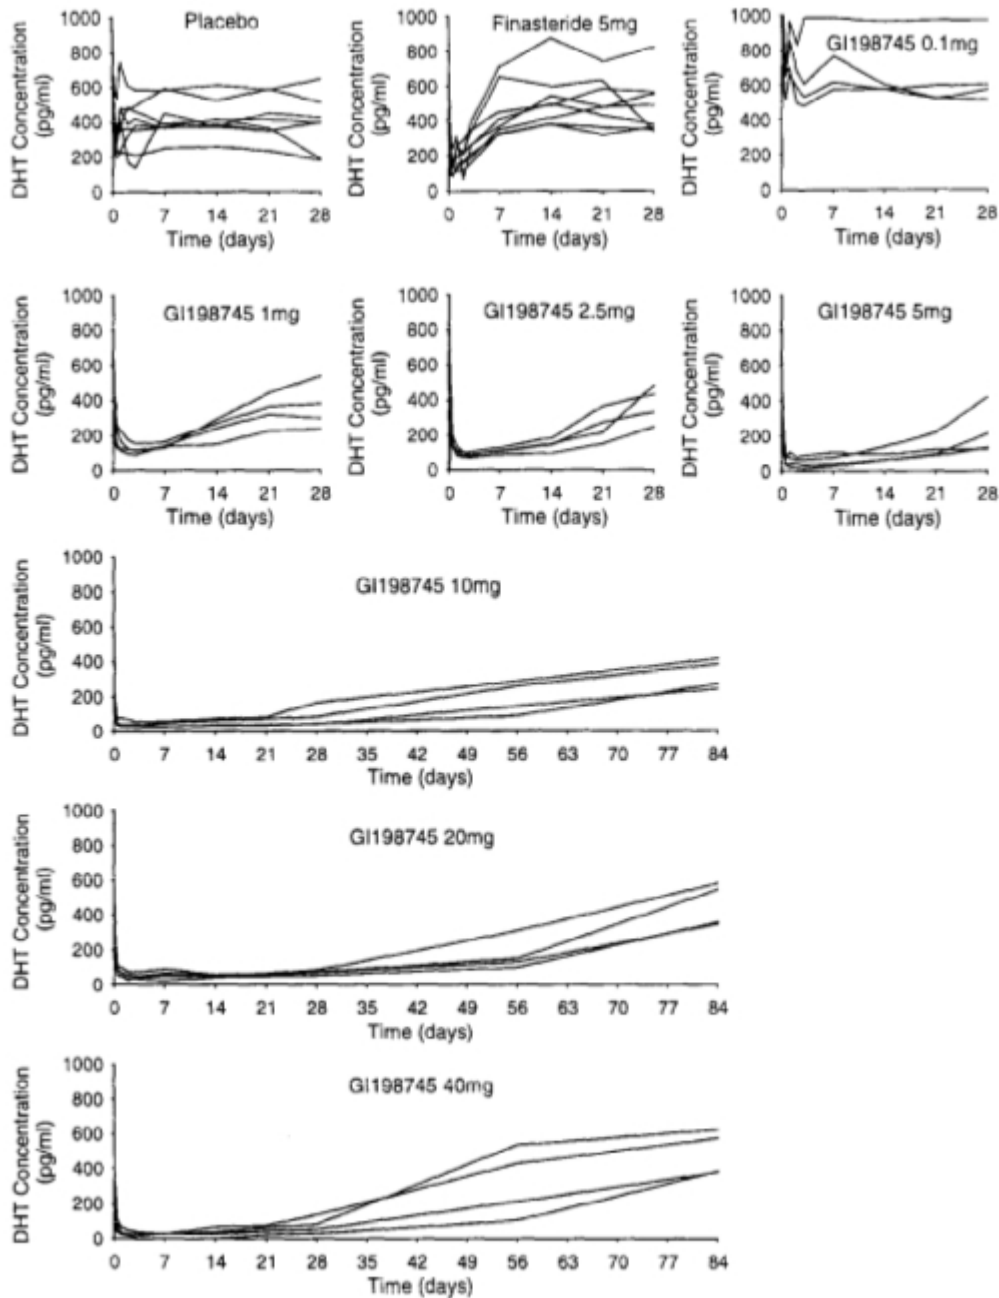 Placebo
DHT Concentration
(pg/ml)
1000
800
600
400
200
0
0 7 14 21 28
Time (days)
Finasteride 5mg
DHT Concentration
(pg/ml)
1000
800
600
400
200
0
0 7 14 21 28
Time (days)
GI198745 0.1mg
DHT Concentration
(pg/ml)
1000
800
600
400
200
0
0 7 14 21 28
Time (days)
GI198745 1mg
DHT Concentration
(pg/ml)
1000
800
600
400
200
0
0 7 14 21 28
Time (days)
GI198745 2.5mg
DHT Concentration
(pg/ml)
1000
800
600
400
200
0
0 7 14 21 28
Time (days)
GI198745 5mg
DHT Concentration
(pg/ml)
1000
800
600
400
200
0
0 7 14 21 28
Time (days)
GI198745 10mg
DHT Concentration
(pg/ml)
1000
800
600
400
200
0
0 7 14 21 28 35 42 49 56 63 70 77 84
Time (days)
GI198745 20mg
DHT Concentration
(pg/ml)
1000
800
600
400
200
0
0 7 14 21 28 35 42 49 56 63 70 77 84
Time (days)
GI198745 40mg
DHT Concentration
(pg/ml)
1000
800
600
400
200
0
0 7 14 21 28 35 42 49 56 63 70 77 84
Time (days)